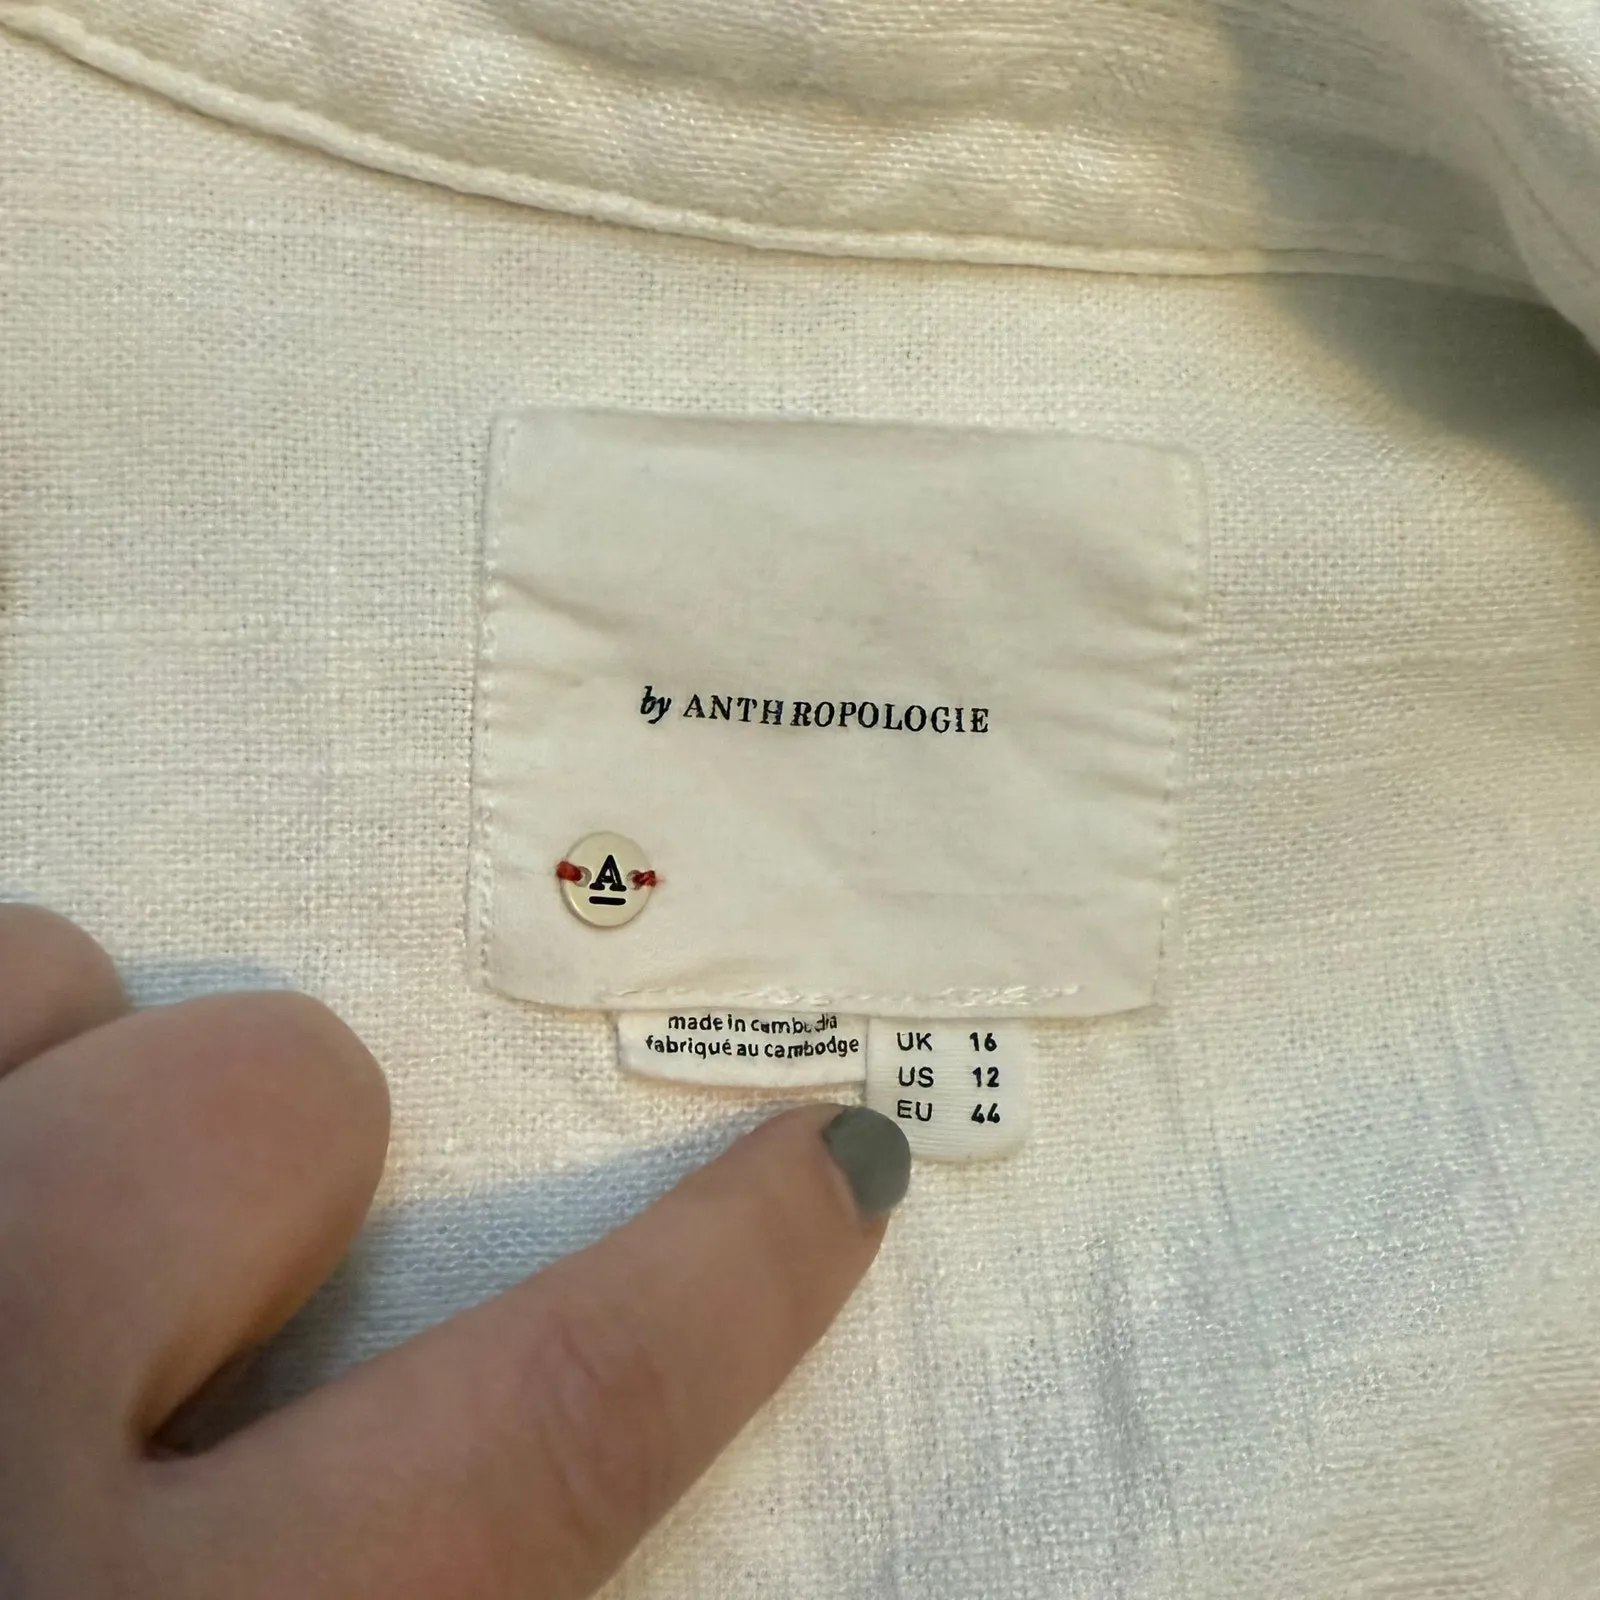 by ANTHROPOLOGIE
A
made in cambodia
fabriqué au cambodge
UK 16
US 12
EU 44